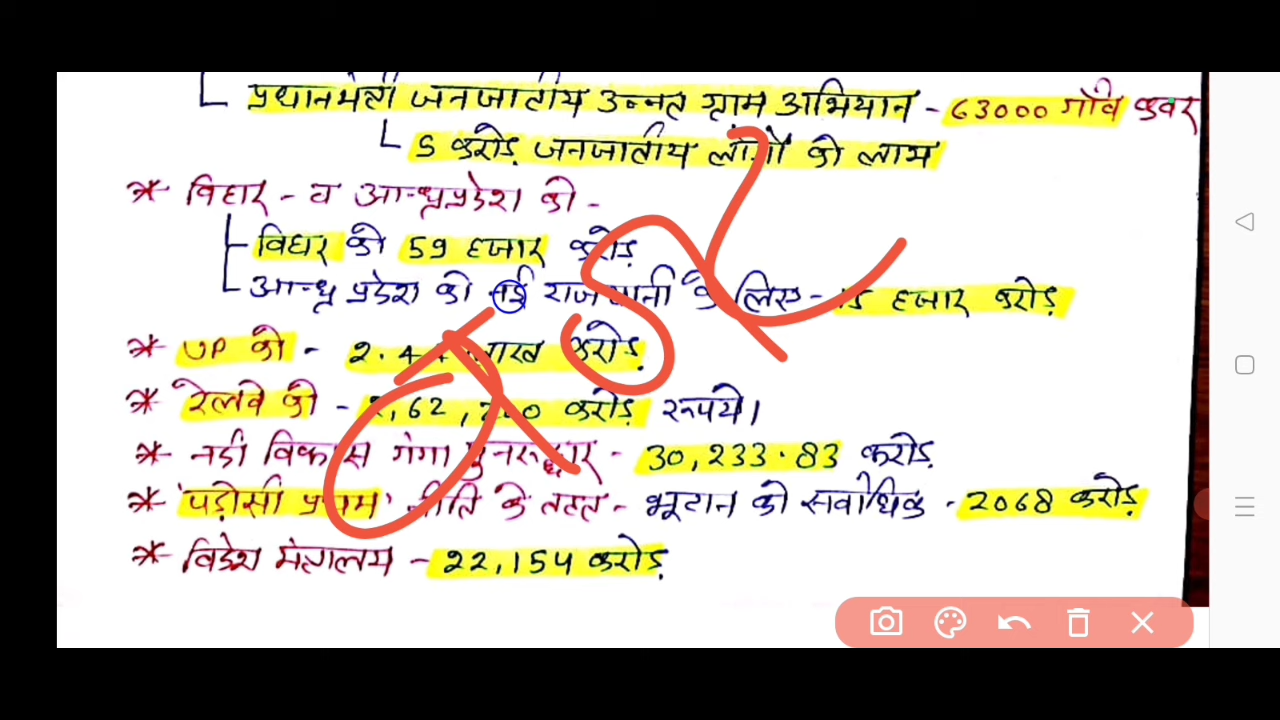 प्रधानमंत्री जनजातीय उन्नत ग्राम अभियान - 63000 गाँव कवर
5 करोड़ जनजातीय लोगों को लाभ
* बिहार - व आन्ध्रप्रदेश को -
बिहार को 59 हजार करोड़
आन्ध्र प्रदेश को नई राजधानी के लिए - 15 हजार करोड़
* UP को - लाख करोड़
* रेलवे को - करोड़ रूपये।
* नदी विकास गंगा पुनरुद्धार - 30,233.83 करोड़
* 'पड़ोसी प्रथम' नीति के तहत - भूटान को सर्वाधिक - 2068 करोड़
* विदेश मंत्रालय - 22,154 करोड़